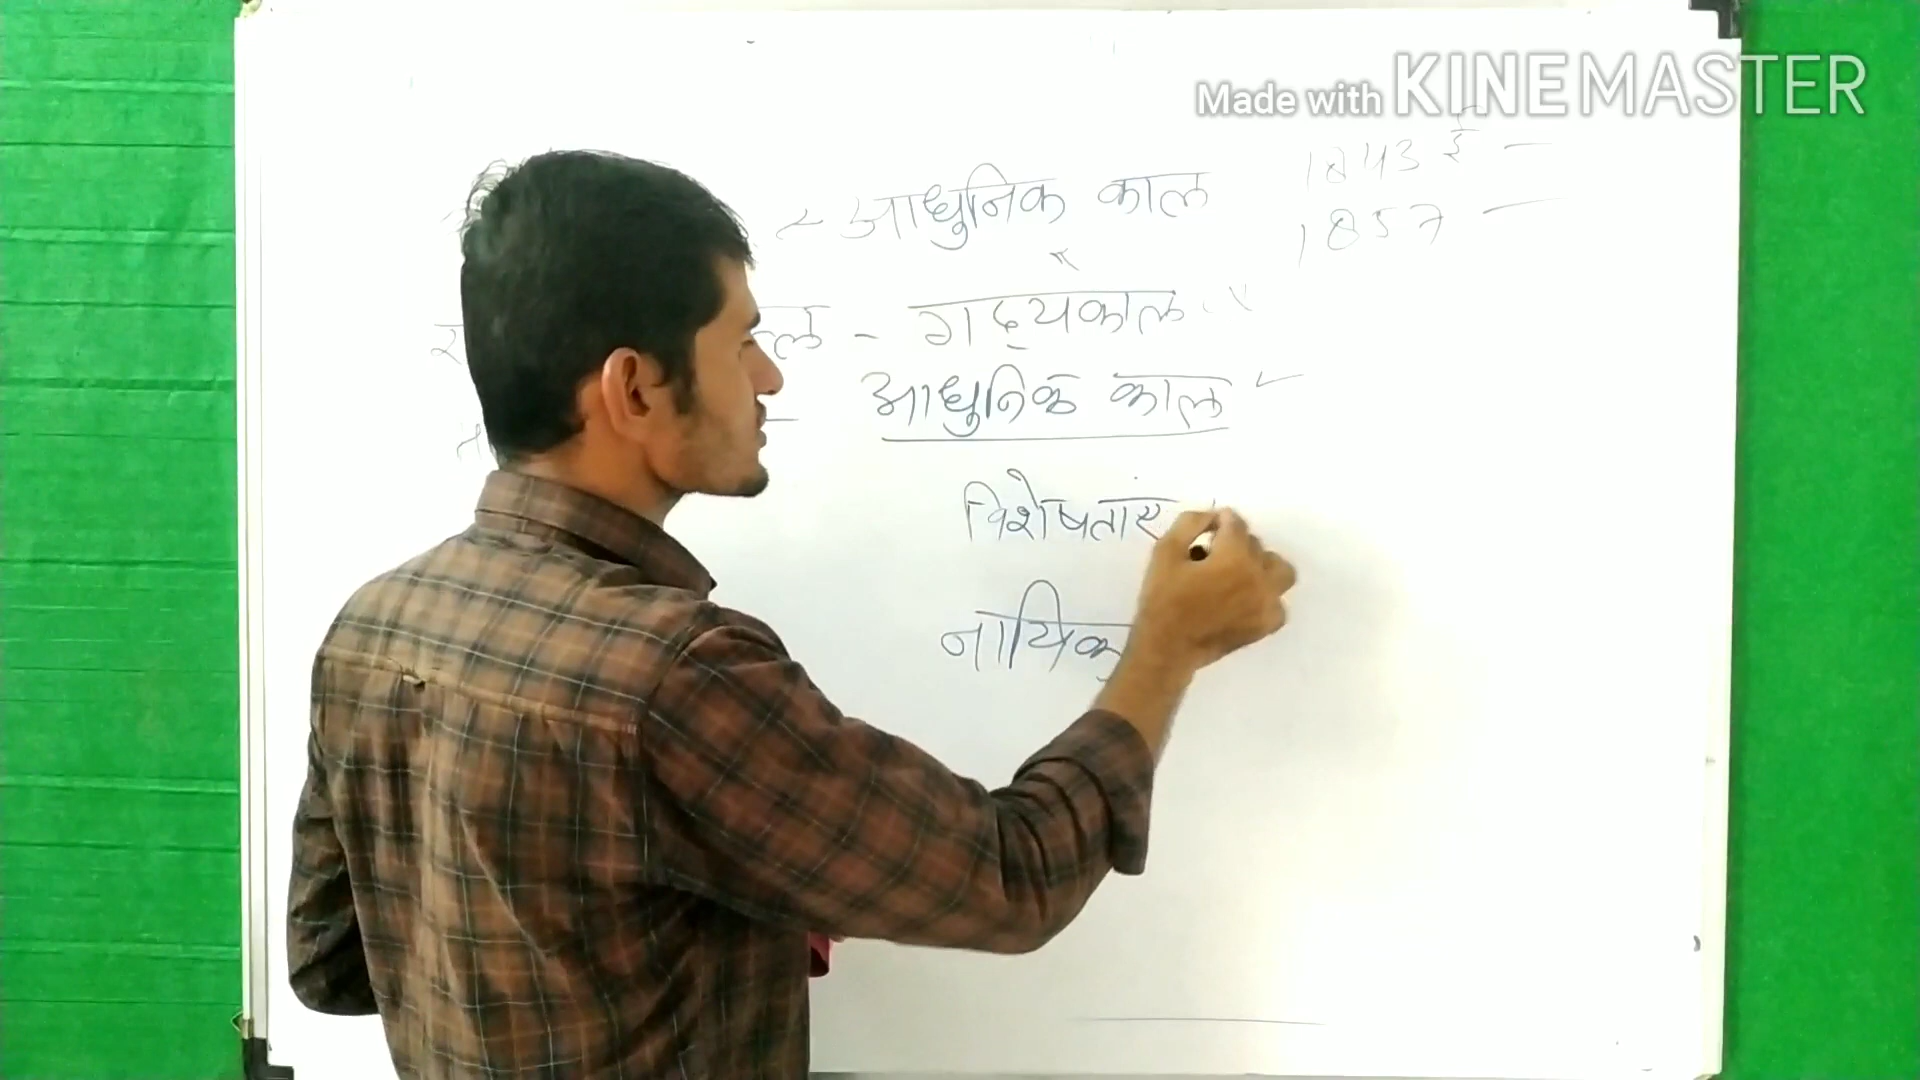 Made with KINEMASTER
1843 ई —
आधुनिक काल
1857 —
- गद्यकाल
आधुनिक काल
विशेषताए
नायिक